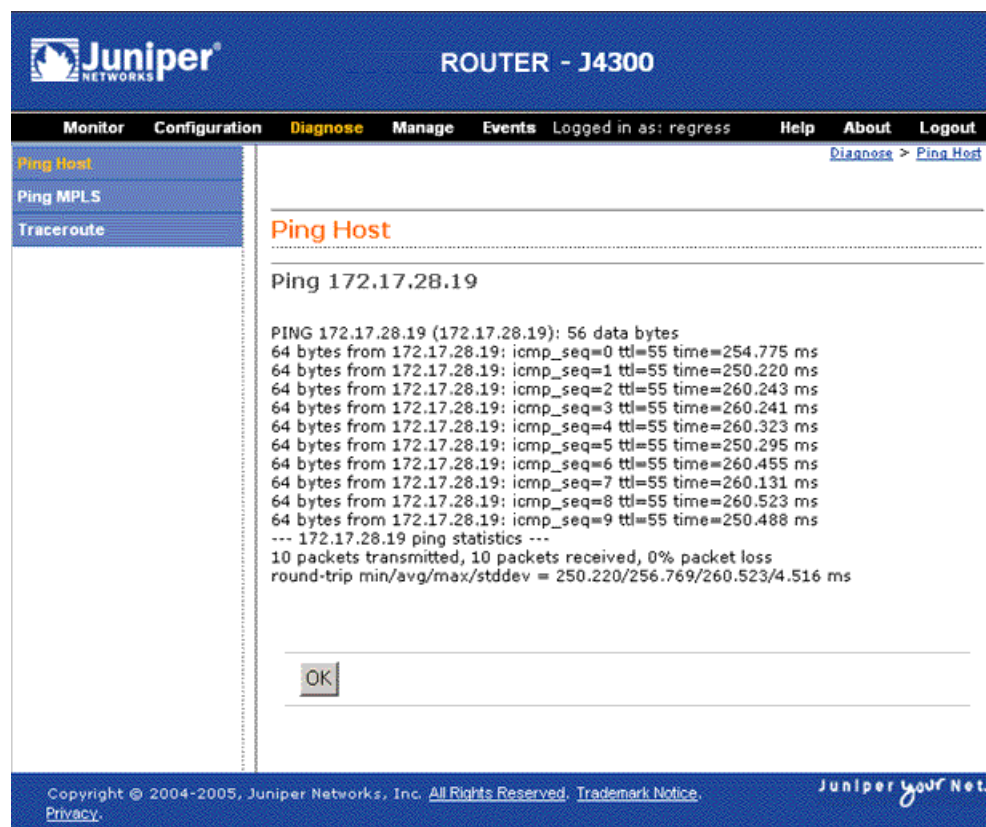 Juniper®
NETWORKS
ROUTER - J4300
Monitor Configuration Diagnose Manage Events Logged in as: regress Help About Logout
Diagnose > Ping Host
Ping Host
Ping MPLS
Traceroute
Ping Host
Ping 172.17.28.19
PING 172.17.28.19 (172.17.28.19): 56 data bytes
64 bytes from 172.17.28.19: icmp_seq=0 ttl=55 time=254.775 ms
64 bytes from 172.17.28.19: icmp_seq=1 ttl=55 time=250.220 ms
64 bytes from 172.17.28.19: icmp_seq=2 ttl=55 time=260.243 ms
64 bytes from 172.17.28.19: icmp_seq=3 ttl=55 time=260.241 ms
64 bytes from 172.17.28.19: icmp_seq=4 ttl=55 time=260.323 ms
64 bytes from 172.17.28.19: icmp_seq=5 ttl=55 time=250.295 ms
64 bytes from 172.17.28.19: icmp_seq=6 ttl=55 time=260.455 ms
64 bytes from 172.17.28.19: icmp_seq=7 ttl=55 time=260.131 ms
64 bytes from 172.17.28.19: icmp_seq=8 ttl=55 time=260.523 ms
64 bytes from 172.17.28.19: icmp_seq=9 ttl=55 time=250.488 ms
--- 172.17.28.19 ping statistics ---
10 packets transmitted, 10 packets received, 0% packet loss
round-trip min/avg/max/stddev = 250.220/256.769/260.523/4.516 ms
OK
Copyright © 2004-2005, Juniper Networks, Inc. All Rights Reserved. Trademark Notice.
Privacy.
Juniper your Net.